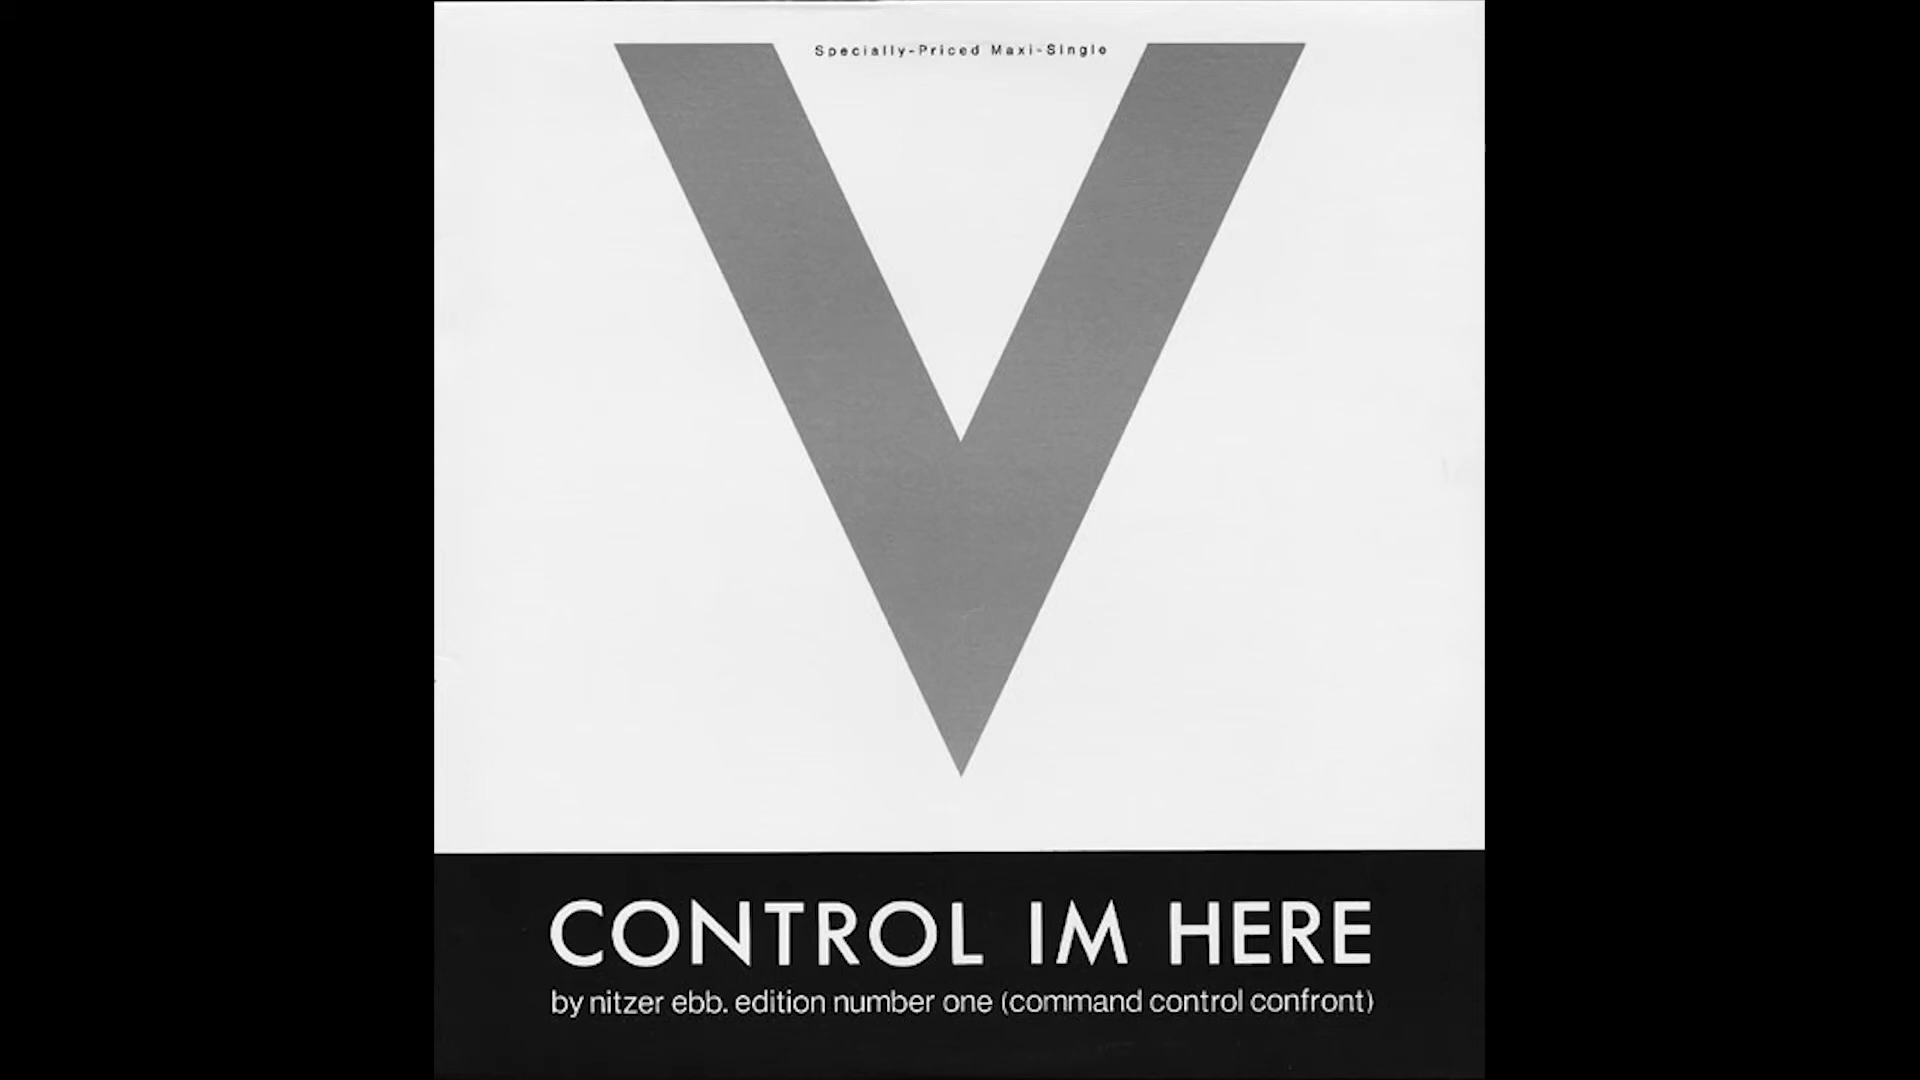 Specially-Priced Maxi-Single
V
CONTROL IM HERE
by nitzer ebb. edition number one (command control confront)